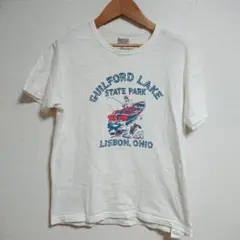 GUILFORD LAKE
STATE PARK
LISBON, OHIO